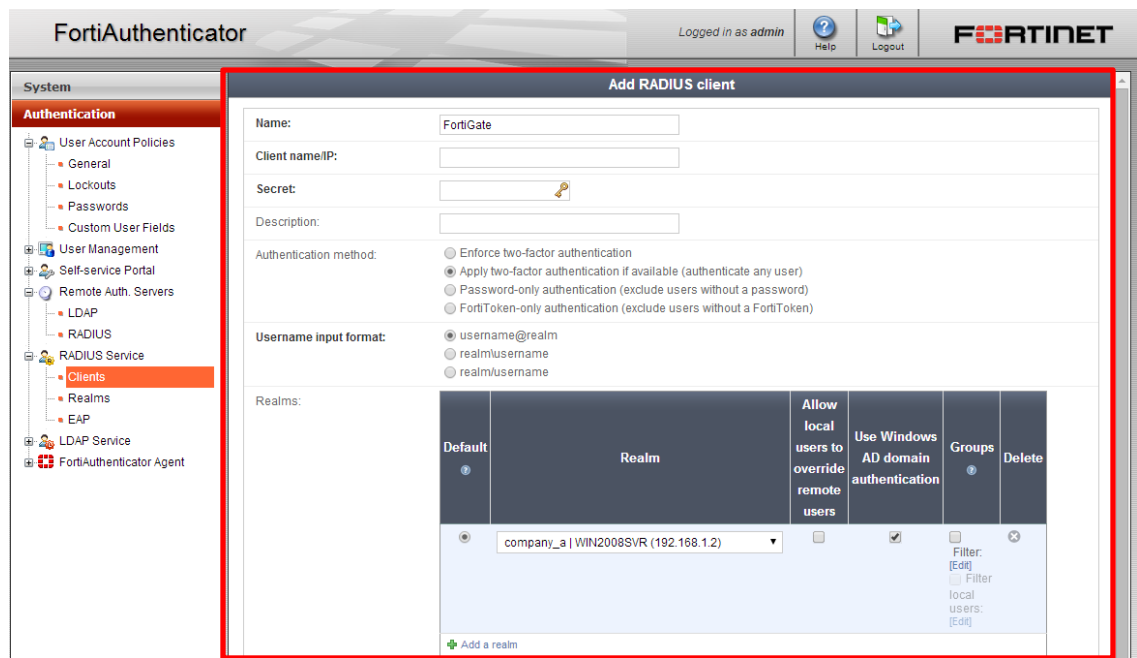 FortiAuthenticator
Logged in as admin
Help
Logout
FORTINET
System
Authentication
User Account Policies
General
Lockouts
Passwords
Custom User Fields
User Management
Self-service Portal
Remote Auth. Servers
LDAP
RADIUS
RADIUS Service
Clients
Realms
EAP
LDAP Service
FortiAuthenticator Agent
Add RADIUS client
Name: FortiGate
Client name/IP:
Secret:
Description:
Authentication method: Enforce two-factor authentication
Apply two-factor authentication if available (authenticate any user)
Password-only authentication (exclude users without a password)
FortiToken-only authentication (exclude users without a FortiToken)
Username input format: username@realm
realm\username
realm/username
Realms:
Default
?
Realm
Allow
local
users to
override
remote
users
Use Windows
AD domain
authentication
Groups
?
Delete
company_a | WIN2008SVR (192.168.1.2)
Filter:
[Edit]
Filter
local
users:
[Edit]
Add a realm